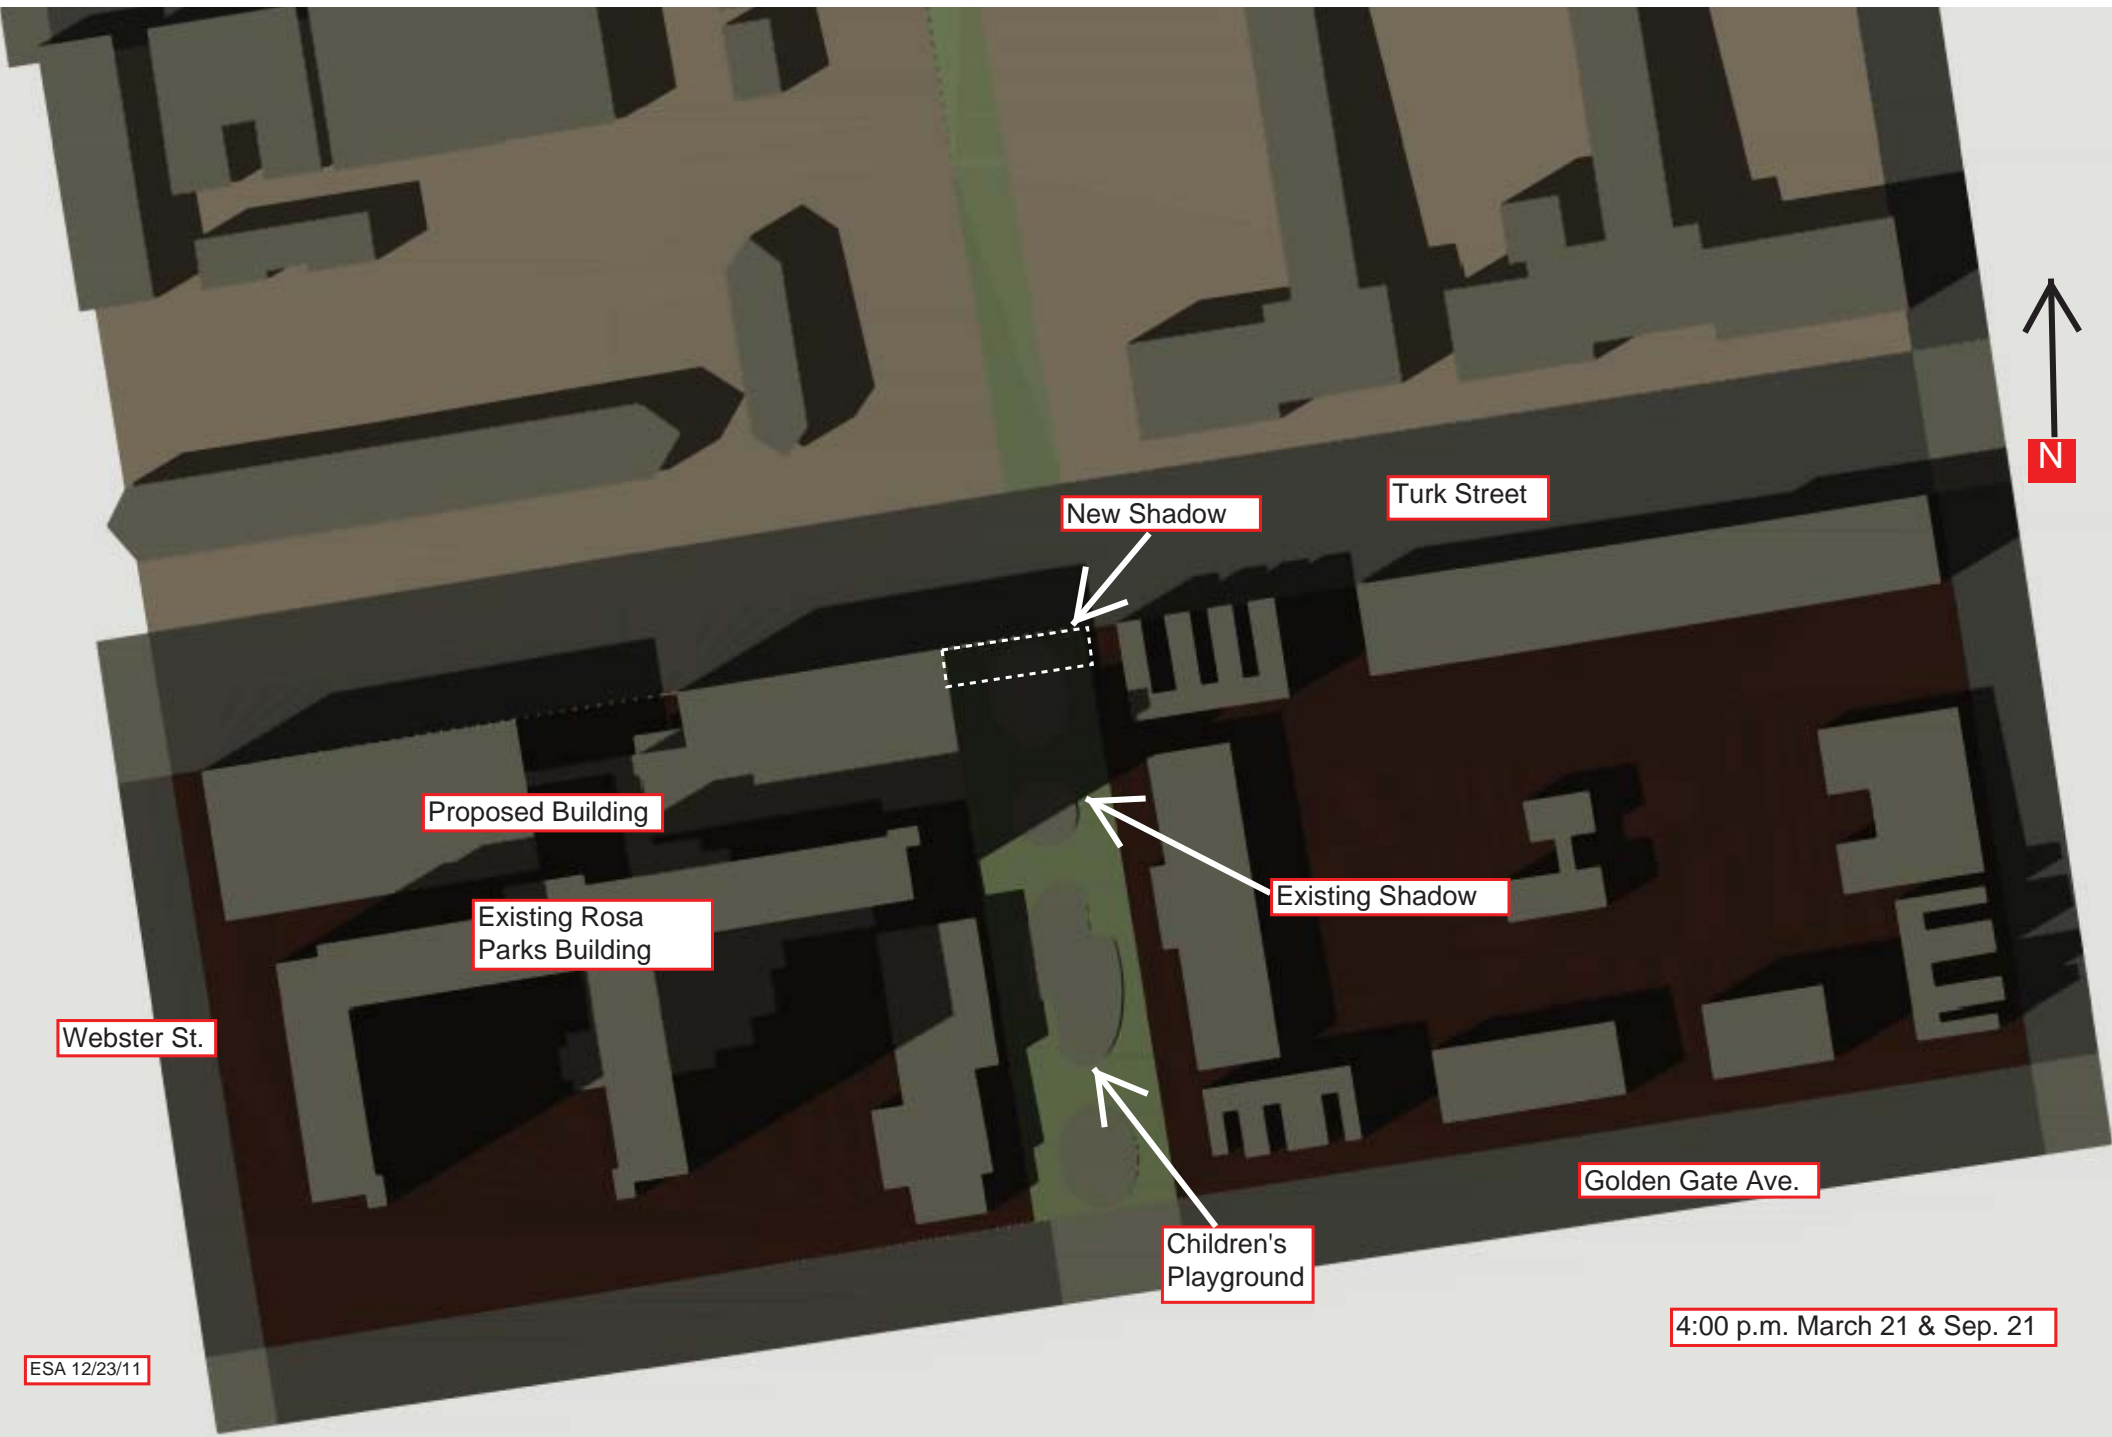 N
Turk Street
New Shadow
Proposed Building
Existing Shadow
Existing Rosa
Parks Building
Webster St.
Golden Gate Ave.
Children's
Playground
4:00 p.m. March 21 & Sep. 21
ESA 12/23/11